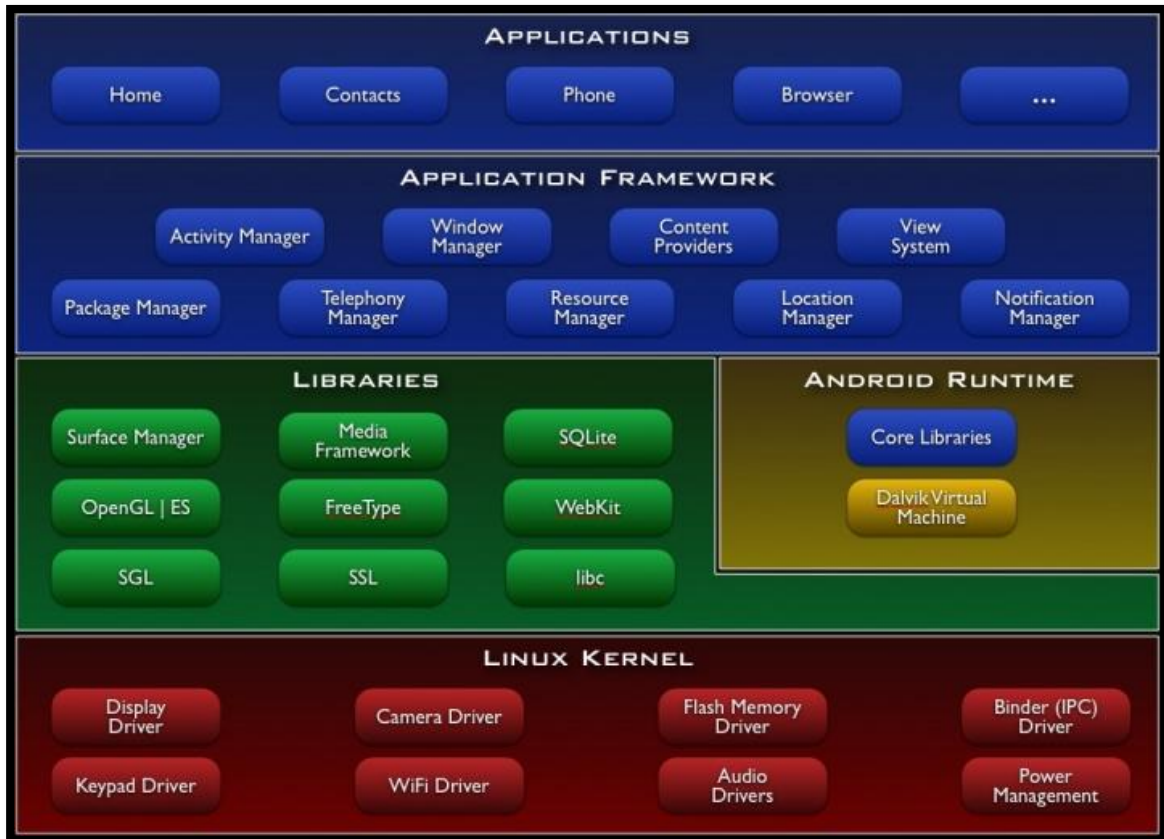 APPLICATIONS
Home
Contacts
Phone
Browser
...
APPLICATION FRAMEWORK
Activity Manager
Window
Manager
Content
Providers
View
System
Package Manager
Telephony
Manager
Resource
Manager
Location
Manager
Notification
Manager
LIBRARIES
Surface Manager
Media
Framework
SQLite
OpenGL | ES
FreeType
WebKit
SGL
SSL
libc
ANDROID RUNTIME
Core Libraries
Dalvik Virtual
Machine
LINUX KERNEL
Display
Driver
Camera Driver
Flash Memory
Driver
Binder (IPC)
Driver
Keypad Driver
WiFi Driver
Audio
Drivers
Power
Management